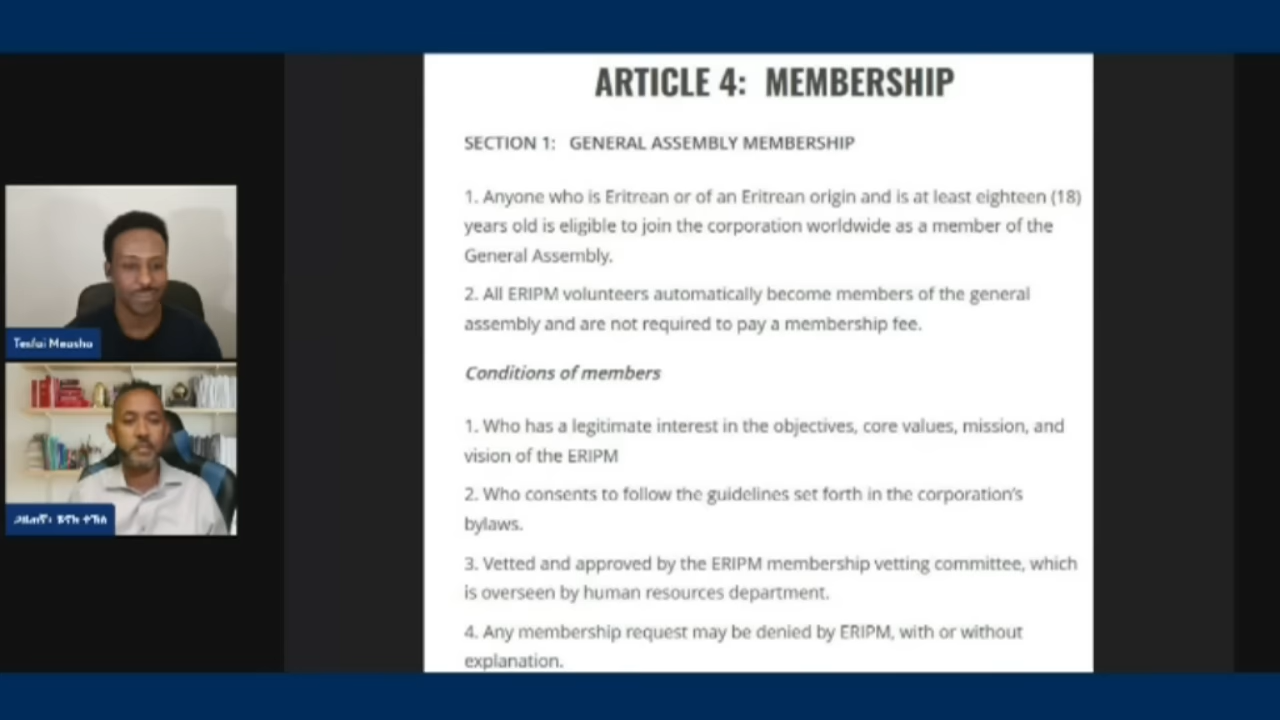 ARTICLE 4: MEMBERSHIP
SECTION 1: GENERAL ASSEMBLY MEMBERSHIP
1. Anyone who is Eritrean or of an Eritrean origin and is at least eighteen (18)
years old is eligible to join the corporation worldwide as a member of the
General Assembly.
2. All ERIPM volunteers automatically become members of the general
assembly and are not required to pay a membership fee.
Conditions of members
1. Who has a legitimate interest in the objectives, core values, mission, and
vision of the ERIPM
2. Who consents to follow the guidelines set forth in the corporation’s
bylaws.
3. Vetted and approved by the ERIPM membership vetting committee, which
is overseen by human resources department.
4. Any membership request may be denied by ERIPM, with or without
explanation.